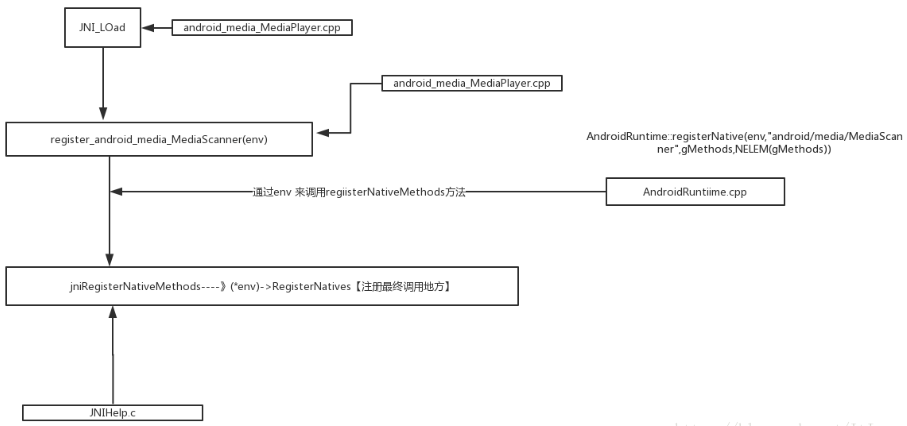 JNI_LOad
android_media_MediaPlayer.cpp
android_media_MediaPlayer.cpp
register_android_media_MediaScanner(env)
AndroidRuntime::registerNative(env,"android/media/MediaScan
ner",gMethods,NELEM(gMethods))
通过env 来调用regiisterNativeMethods方法
AndroidRuntiime.cpp
jniRegisterNativeMethods----》(*env)->RegisterNatives【注册最终调用地方】
JNIHelp.c